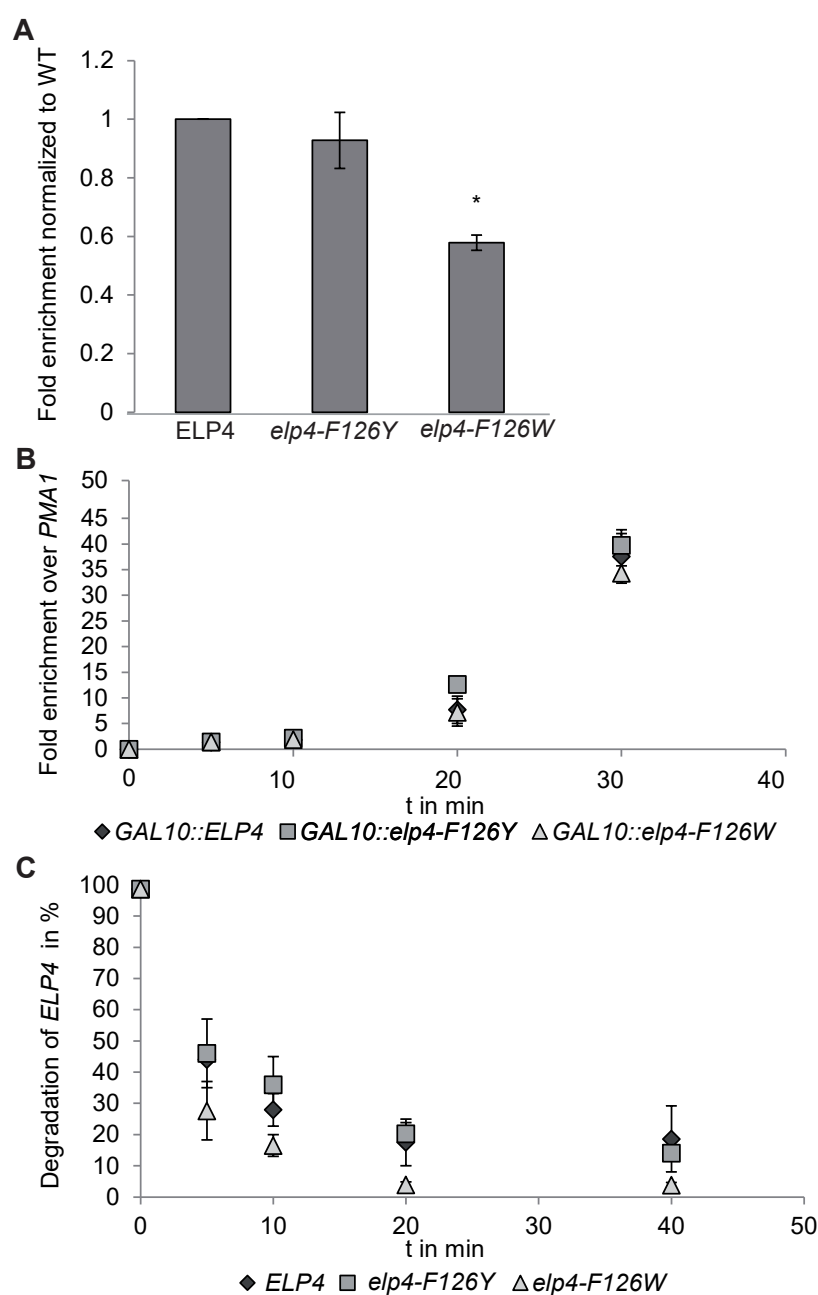 A
Fold enrichment normalized to WT
1.2
1
0.8
0.6
0.4
0.2
0
*
ELP4 elp4-F126Y elp4-F126W
B
Fold enrichment over PMA1
50
45
40
35
30
25
20
15
10
5
0
0 10 20 30 40
t in min
GAL10::ELP4 GAL10::elp4-F126Y GAL10::elp4-F126W
C
Degradation of ELP4 in %
100
90
80
70
60
50
40
30
20
10
0
0 10 20 30 40 50
t in min
ELP4 elp4-F126Y elp4-F126W